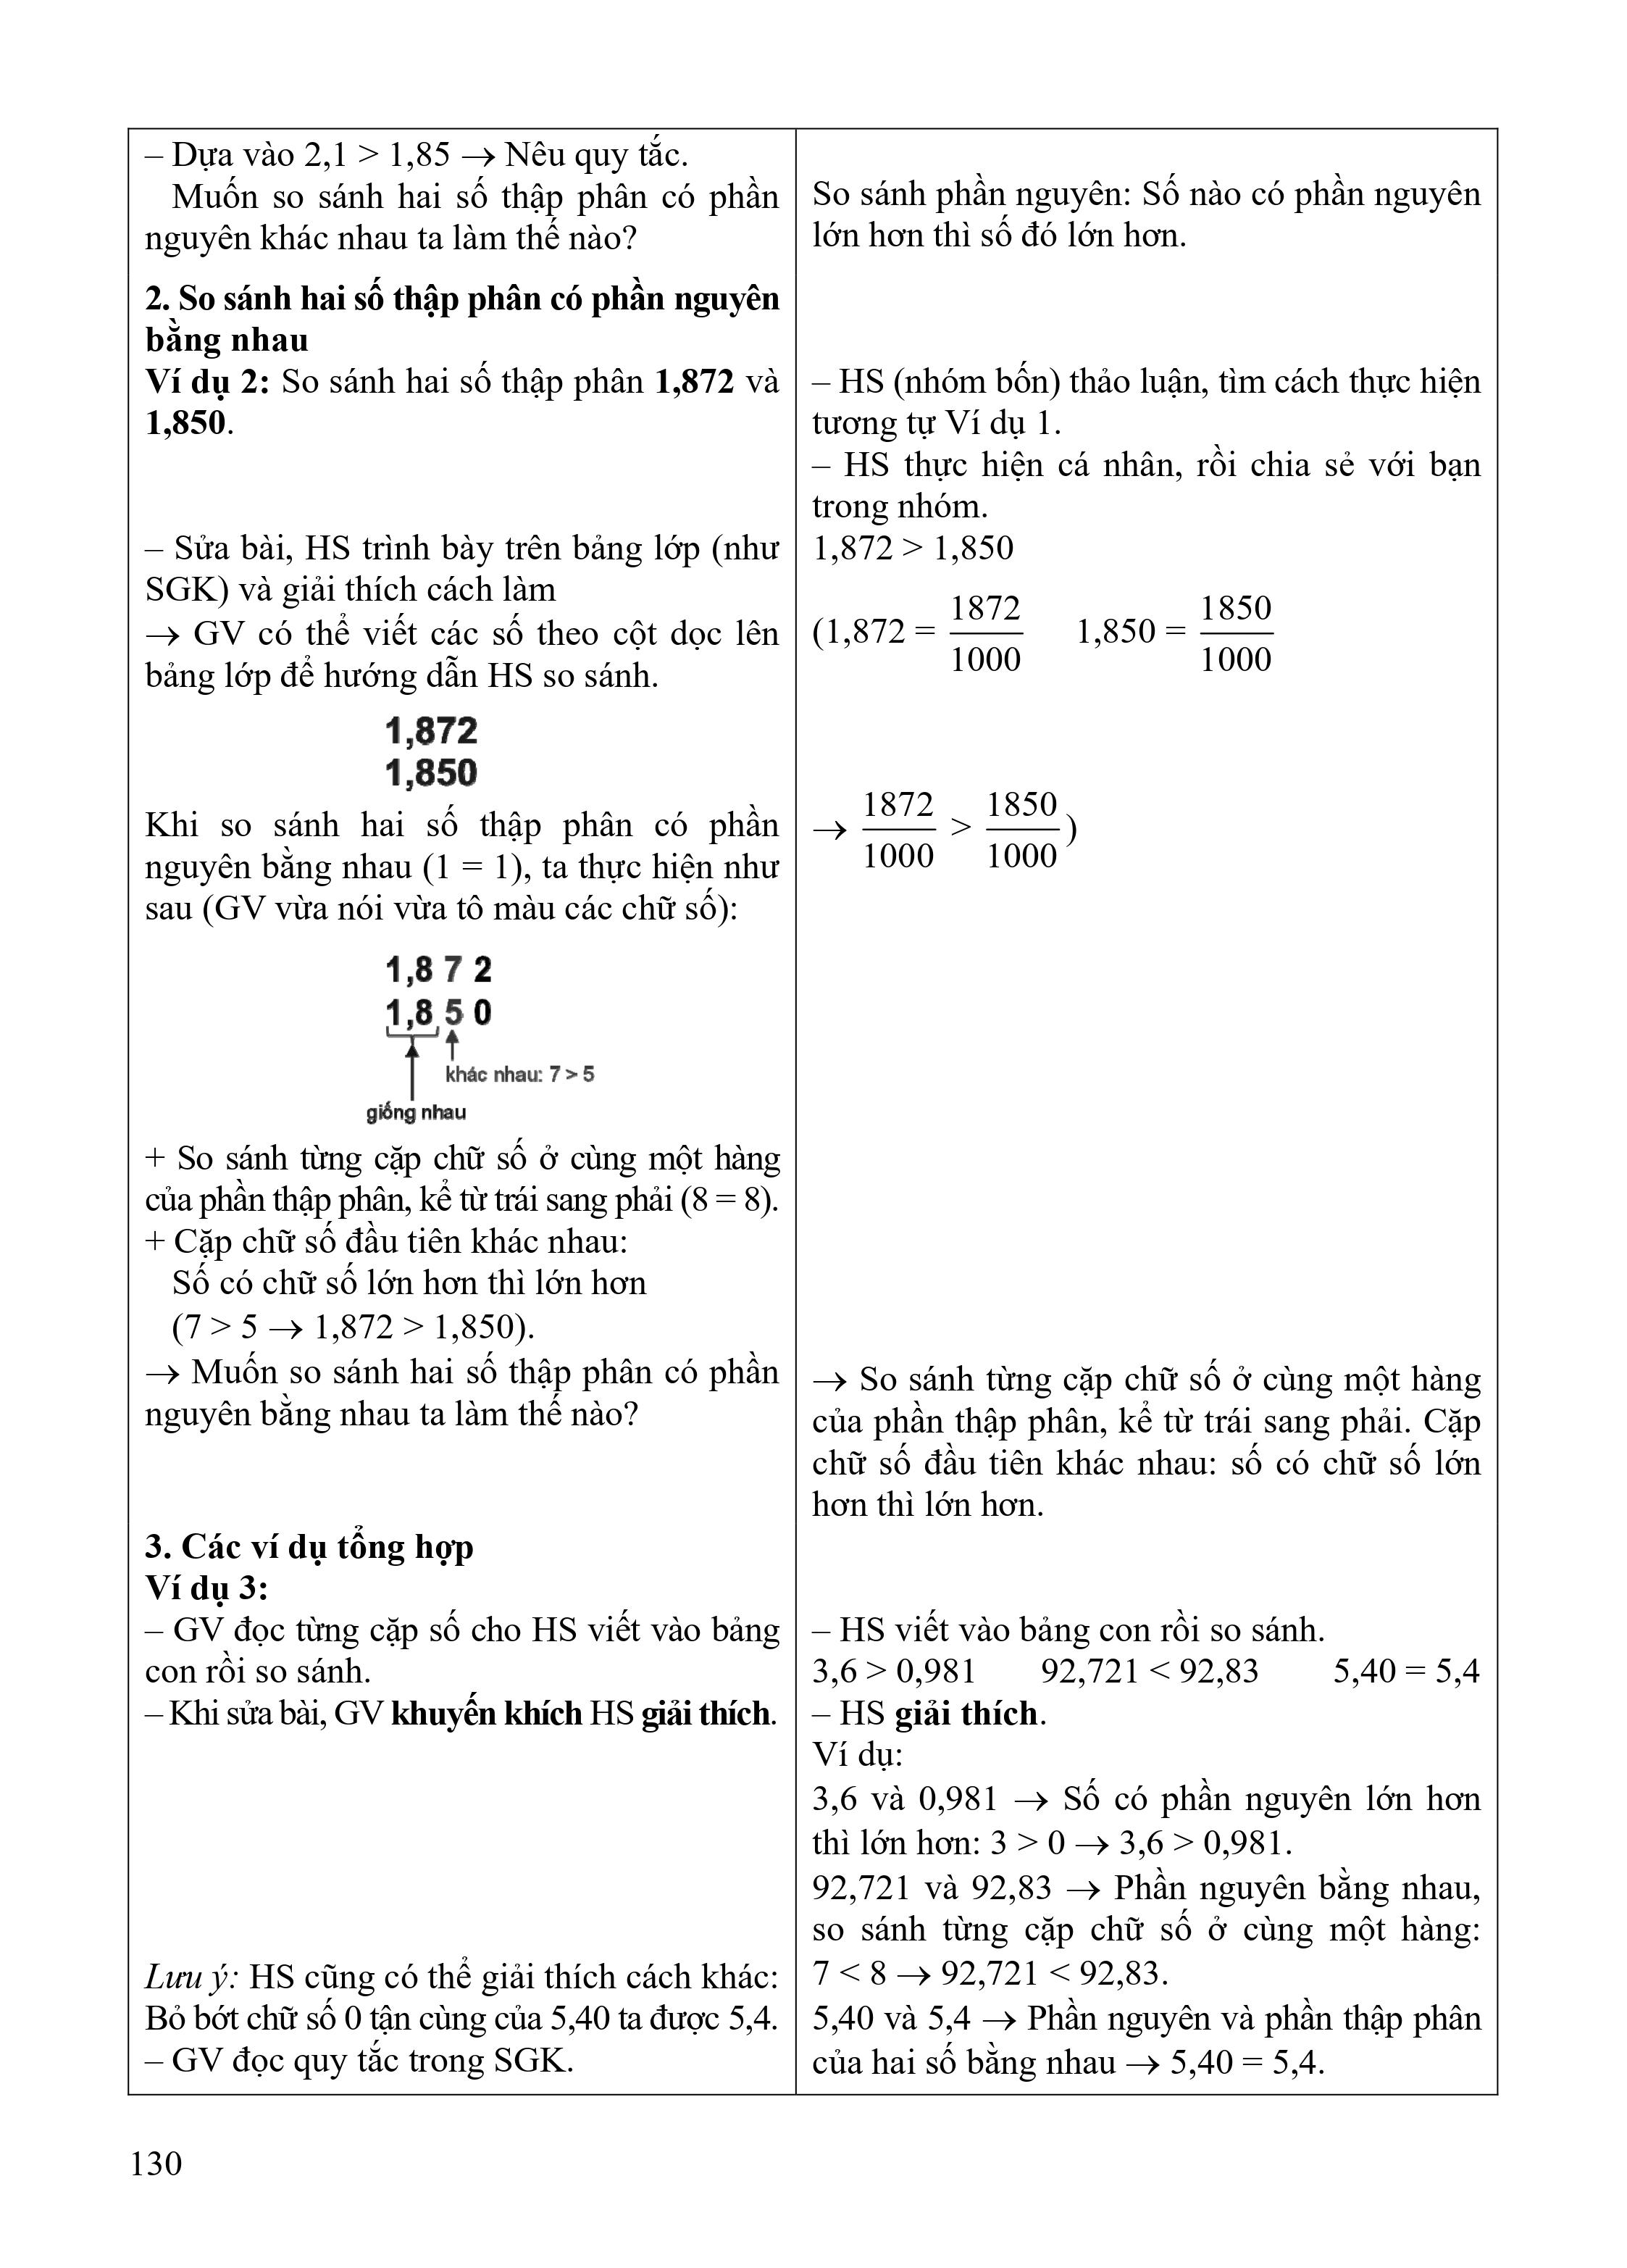 – Dựa vào 2,1 > 1,85 → Nêu quy tắc.
Muốn so sánh hai số thập phân có phần
nguyên khác nhau ta làm thế nào?
So sánh phần nguyên: Số nào có phần nguyên
lớn hơn thì số đó lớn hơn.
2. So sánh hai số thập phân có phần nguyên
bằng nhau
Ví dụ 2: So sánh hai số thập phân 1,872 và
1,850.
– HS (nhóm bốn) thảo luận, tìm cách thực hiện
tương tự Ví dụ 1.
– HS thực hiện cá nhân, rồi chia sẻ với bạn
trong nhóm.
– Sửa bài, HS trình bày trên bảng lớp (như
SGK) và giải thích cách làm
→ GV có thể viết các số theo cột dọc lên
bảng lớp để hướng dẫn HS so sánh.
1,872
1,850
1,872 > 1,850
(1,872 = 1872/1000 1,850 = 1850/1000
→ 1872/1000 > 1850/1000)
Khi so sánh hai số thập phân có phần
nguyên bằng nhau (1 = 1), ta thực hiện như
sau (GV vừa nói vừa tô màu các chữ số):
1,8 7 2
1,8 5 0
khác nhau: 7 > 5
giống nhau
+ So sánh từng cặp chữ số ở cùng một hàng
của phần thập phân, kể từ trái sang phải (8 = 8).
+ Cặp chữ số đầu tiên khác nhau:
Số có chữ số lớn hơn thì lớn hơn
(7 > 5 → 1,872 > 1,850).
→ Muốn so sánh hai số thập phân có phần
nguyên bằng nhau ta làm thế nào?
→ So sánh từng cặp chữ số ở cùng một hàng
của phần thập phân, kể từ trái sang phải. Cặp
chữ số đầu tiên khác nhau: số có chữ số lớn
hơn thì lớn hơn.
3. Các ví dụ tổng hợp
Ví dụ 3:
– GV đọc từng cặp số cho HS viết vào bảng
con rồi so sánh.
– Khi sửa bài, GV khuyến khích HS giải thích.
– HS viết vào bảng con rồi so sánh.
3,6 > 0,981 92,721 < 92,83 5,40 = 5,4
– HS giải thích.
Ví dụ:
3,6 và 0,981 → Số có phần nguyên lớn hơn
thì lớn hơn: 3 > 0 → 3,6 > 0,981.
92,721 và 92,83 → Phần nguyên bằng nhau,
so sánh từng cặp chữ số ở cùng một hàng:
7 < 8 → 92,721 < 92,83.
5,40 và 5,4 → Phần nguyên và phần thập phân
của hai số bằng nhau → 5,40 = 5,4.
Lưu ý: HS cũng có thể giải thích cách khác:
Bỏ bớt chữ số 0 tận cùng của 5,40 ta được 5,4.
– GV đọc quy tắc trong SGK.
130